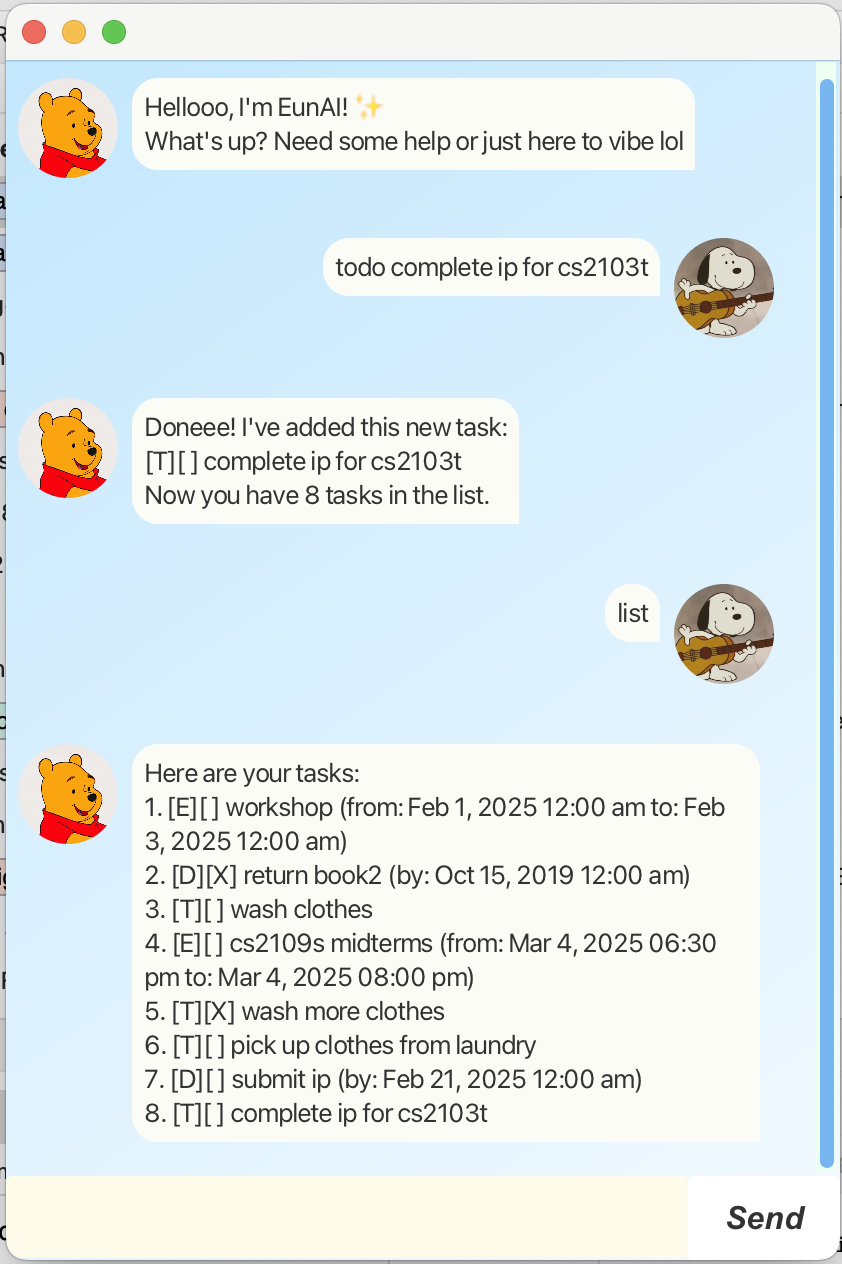 Hellooo, I'm EunAI! ✨
What's up? Need some help or just here to vibe lol
todo complete ip for cs2103t
Doneee! I've added this new task:
[T][ ] complete ip for cs2103t
Now you have 8 tasks in the list.
list
Here are your tasks:
1. [E][ ] workshop (from: Feb 1, 2025 12:00 am to: Feb
3, 2025 12:00 am)
2. [D][X] return book2 (by: Oct 15, 2019 12:00 am)
3. [T][ ] wash clothes
4. [E][ ] cs2109s midterms (from: Mar 4, 2025 06:30
pm to: Mar 4, 2025 08:00 pm)
5. [T][X] wash more clothes
6. [T][ ] pick up clothes from laundry
7. [D][ ] submit ip (by: Feb 21, 2025 12:00 am)
8. [T][ ] complete ip for cs2103t
Send